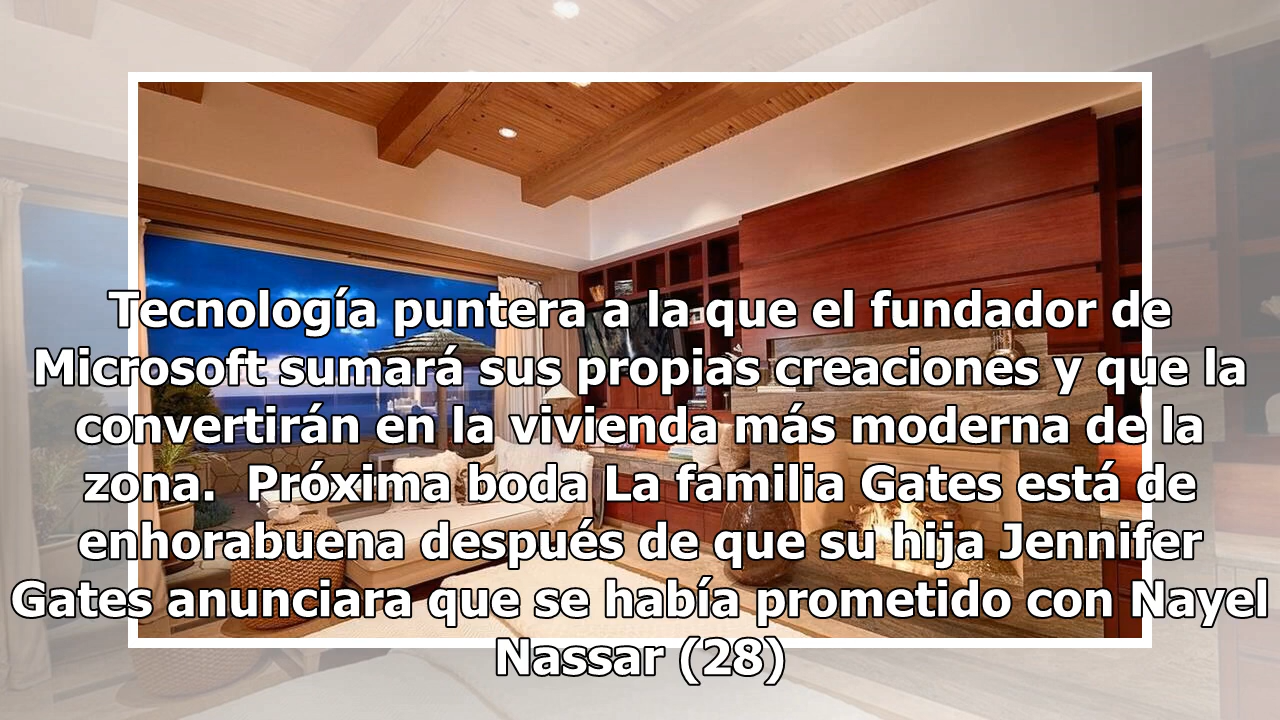 Tecnología puntera a la que el fundador de
Microsoft sumará sus propias creaciones y que la
convertirán en la vivienda más moderna de la
zona.  Próxima boda La familia Gates está de
enhorabuena después de que su hija Jennifer
Gates anunciara que se había prometido con Nayel
Nassar (28)